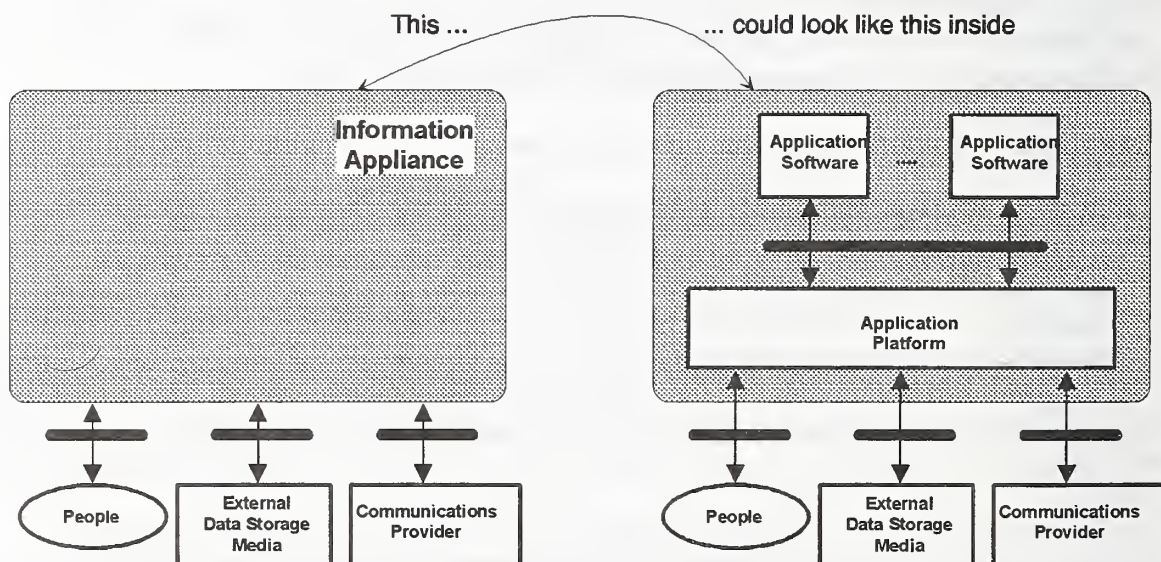 This ...
... could look like this inside
Information
Appliance
People
External
Data Storage
Media
Communications
Provider
Application
Software
....
Application
Software
Application
Platform
People
External
Data Storage
Media
Communications
Provider